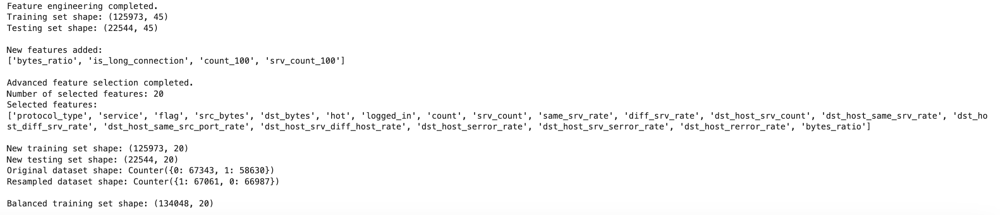 Feature engineering completed.
Training set shape: (125973, 45)
Testing set shape: (22544, 45)
New features added:
['bytes_ratio', 'is_long_connection', 'count_100', 'srv_count_100']
Advanced feature selection completed.
Number of selected features: 20
Selected features:
['protocol_type', 'service', 'flag', 'src_bytes', 'dst_bytes', 'hot', 'logged_in', 'count', 'srv_count', 'same_srv_rate', 'diff_srv_rate', 'dst_host_srv_count', 'dst_host_same_srv_rate', 'dst_ho
st_diff_srv_rate', 'dst_host_same_src_port_rate', 'dst_host_srv_diff_host_rate', 'dst_host_serror_rate', 'dst_host_srv_serror_rate', 'dst_host_rerror_rate', 'bytes_ratio']
New training set shape: (125973, 20)
New testing set shape: (22544, 20)
Original dataset shape: Counter({0: 67343, 1: 58630})
Resampled dataset shape: Counter({1: 67061, 0: 66987})
Balanced training set shape: (134048, 20)